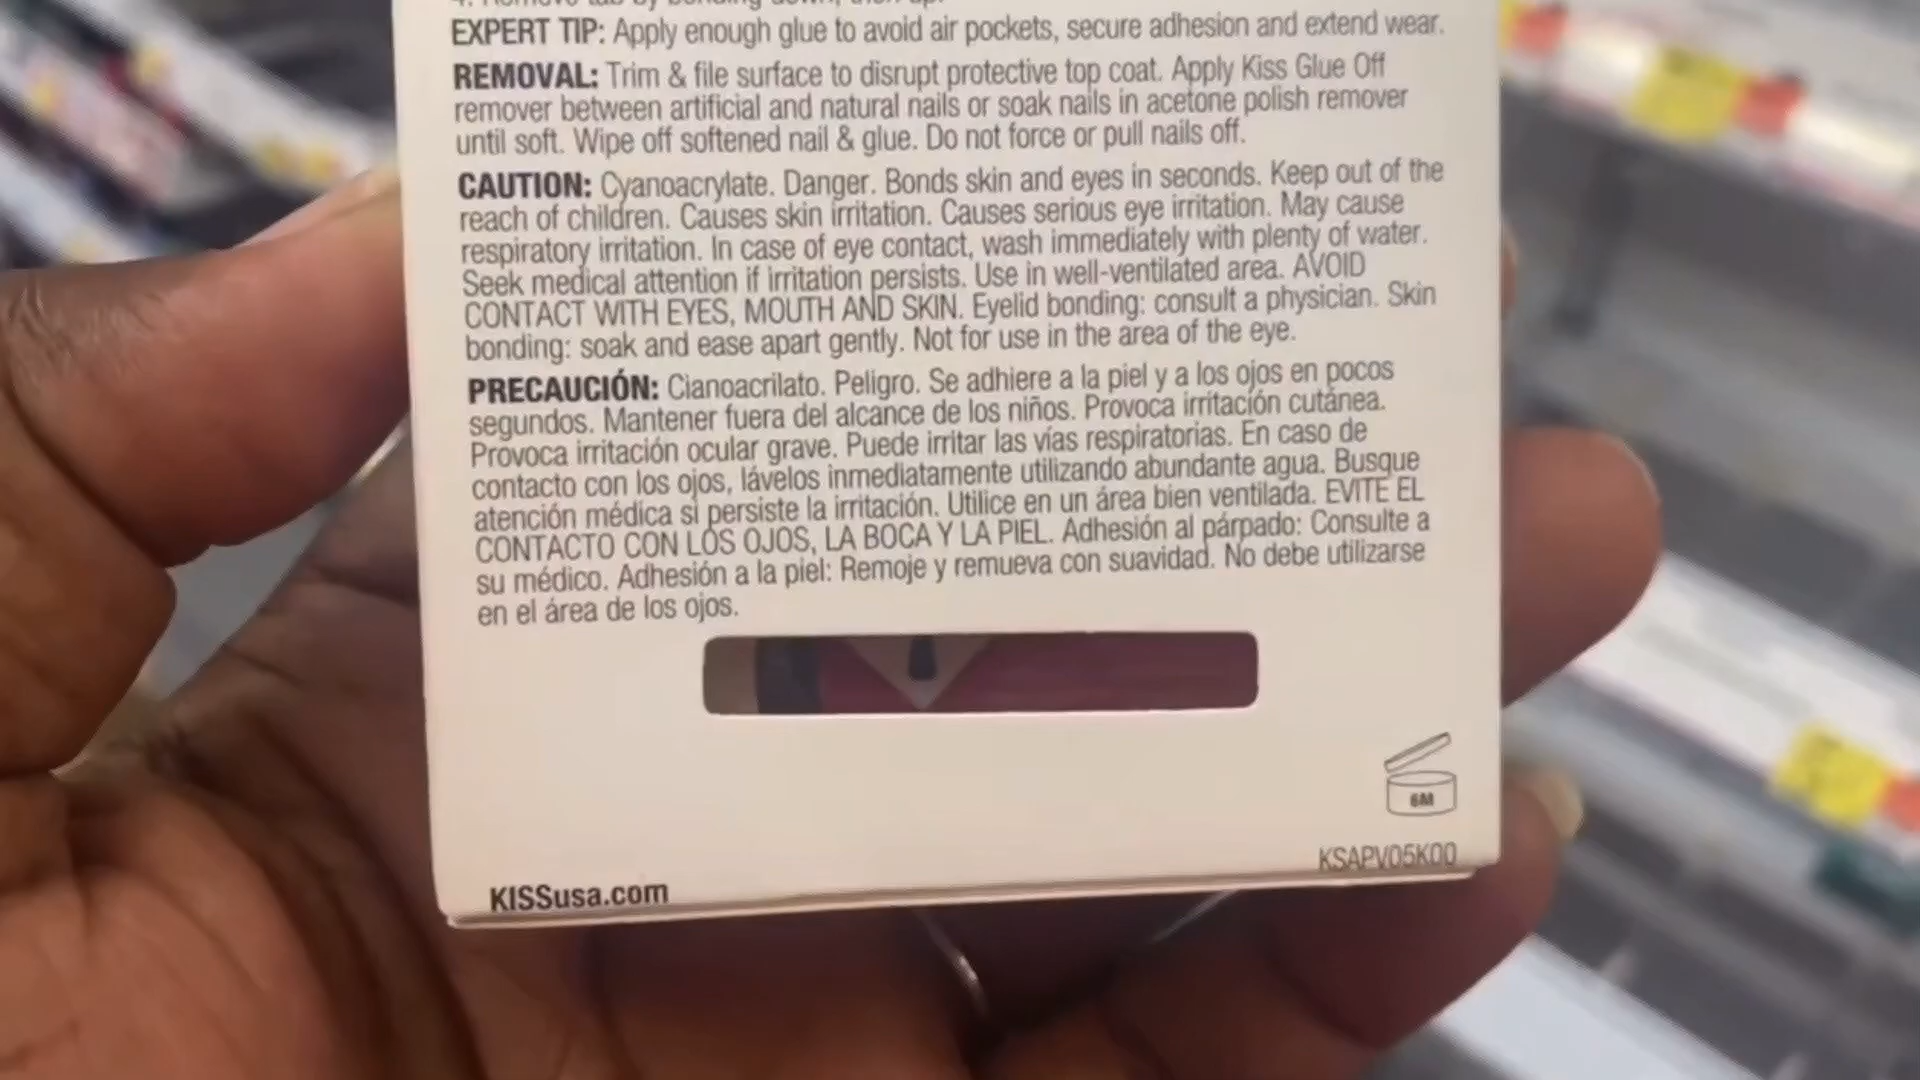 EXPERT TIP: Apply enough glue to avoid air pockets, secure adhesion and extend wear.
REMOVAL: Trim & file surface to disrupt protective top coat. Apply Kiss Glue Off
remover between artificial and natural nails or soak nails in acetone polish remover
until soft. Wipe off softened nail & glue. Do not force or pull nails off.
CAUTION: Cyanoacrylate. Danger. Bonds skin and eyes in seconds. Keep out of the
reach of children. Causes skin irritation. Causes serious eye irritation. May cause
respiratory irritation. In case of eye contact, wash immediately with plenty of water.
Seek medical attention if irritation persists. Use in well-ventilated area. AVOID
CONTACT WITH EYES, MOUTH AND SKIN. Eyelid bonding: consult a physician. Skin
bonding: soak and ease apart gently. Not for use in the area of the eye.
PRECAUCIÓN: Cianoacrilato. Peligro. Se adhiere a la piel y a los ojos en pocos
segundos. Mantener fuera del alcance de los niños. Provoca irritación cutánea.
Provoca irritación ocular grave. Puede irritar las vías respiratorias. En caso de
contacto con los ojos, lávelos inmediatamente utilizando abundante agua. Busque
atención médica si persiste la irritación. Utilice en un área bien ventilada. EVITE EL
CONTACTO CON LOS OJOS, LA BOCA Y LA PIEL. Adhesión al párpado: Consulte a
su médico. Adhesión a la piel: Remoje y remueva con suavidad. No debe utilizarse
en el área de los ojos.
6M
KSAPV05K00
KISSusa.com